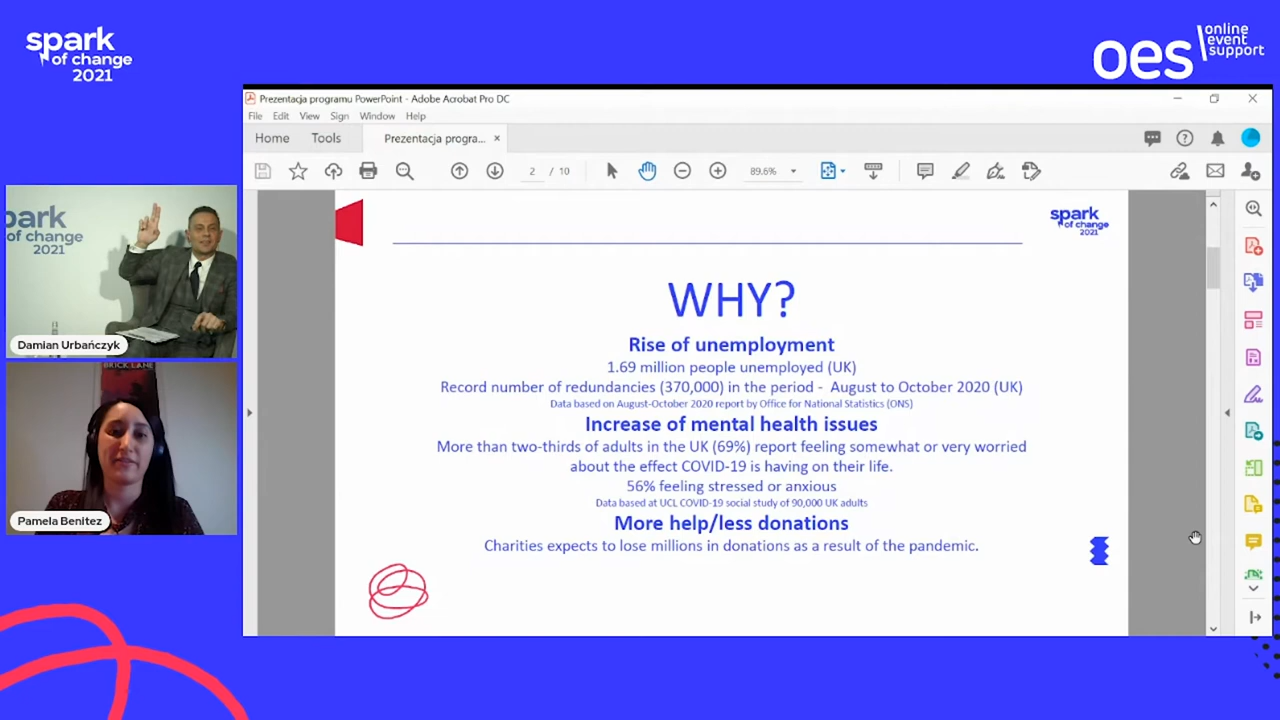 spark
of change
2021
oes
online
event
support
Prezentacja programu PowerPoint - Adobe Acrobat Pro DC
File Edit View Sign Window Help
Home Tools Prezentacja progra... ×
2 / 10 89.6%
spark
of change
2021
WHY?
Rise of unemployment
1.69 million people unemployed (UK)
Record number of redundancies (370,000) in the period - August to October 2020 (UK)
Data based on August-October 2020 report by Office for National Statistics (ONS)
Increase of mental health issues
More than two-thirds of adults in the UK (69%) report feeling somewhat or very worried
about the effect COVID-19 is having on their life.
56% feeling stressed or anxious
Data based at UCL COVID-19 social study of 90,000 UK adults
More help/less donations
Charities expects to lose millions in donations as a result of the pandemic.
park
of change
2021
Damian Urbańczyk
BRICK LANE
Pamela Benitez